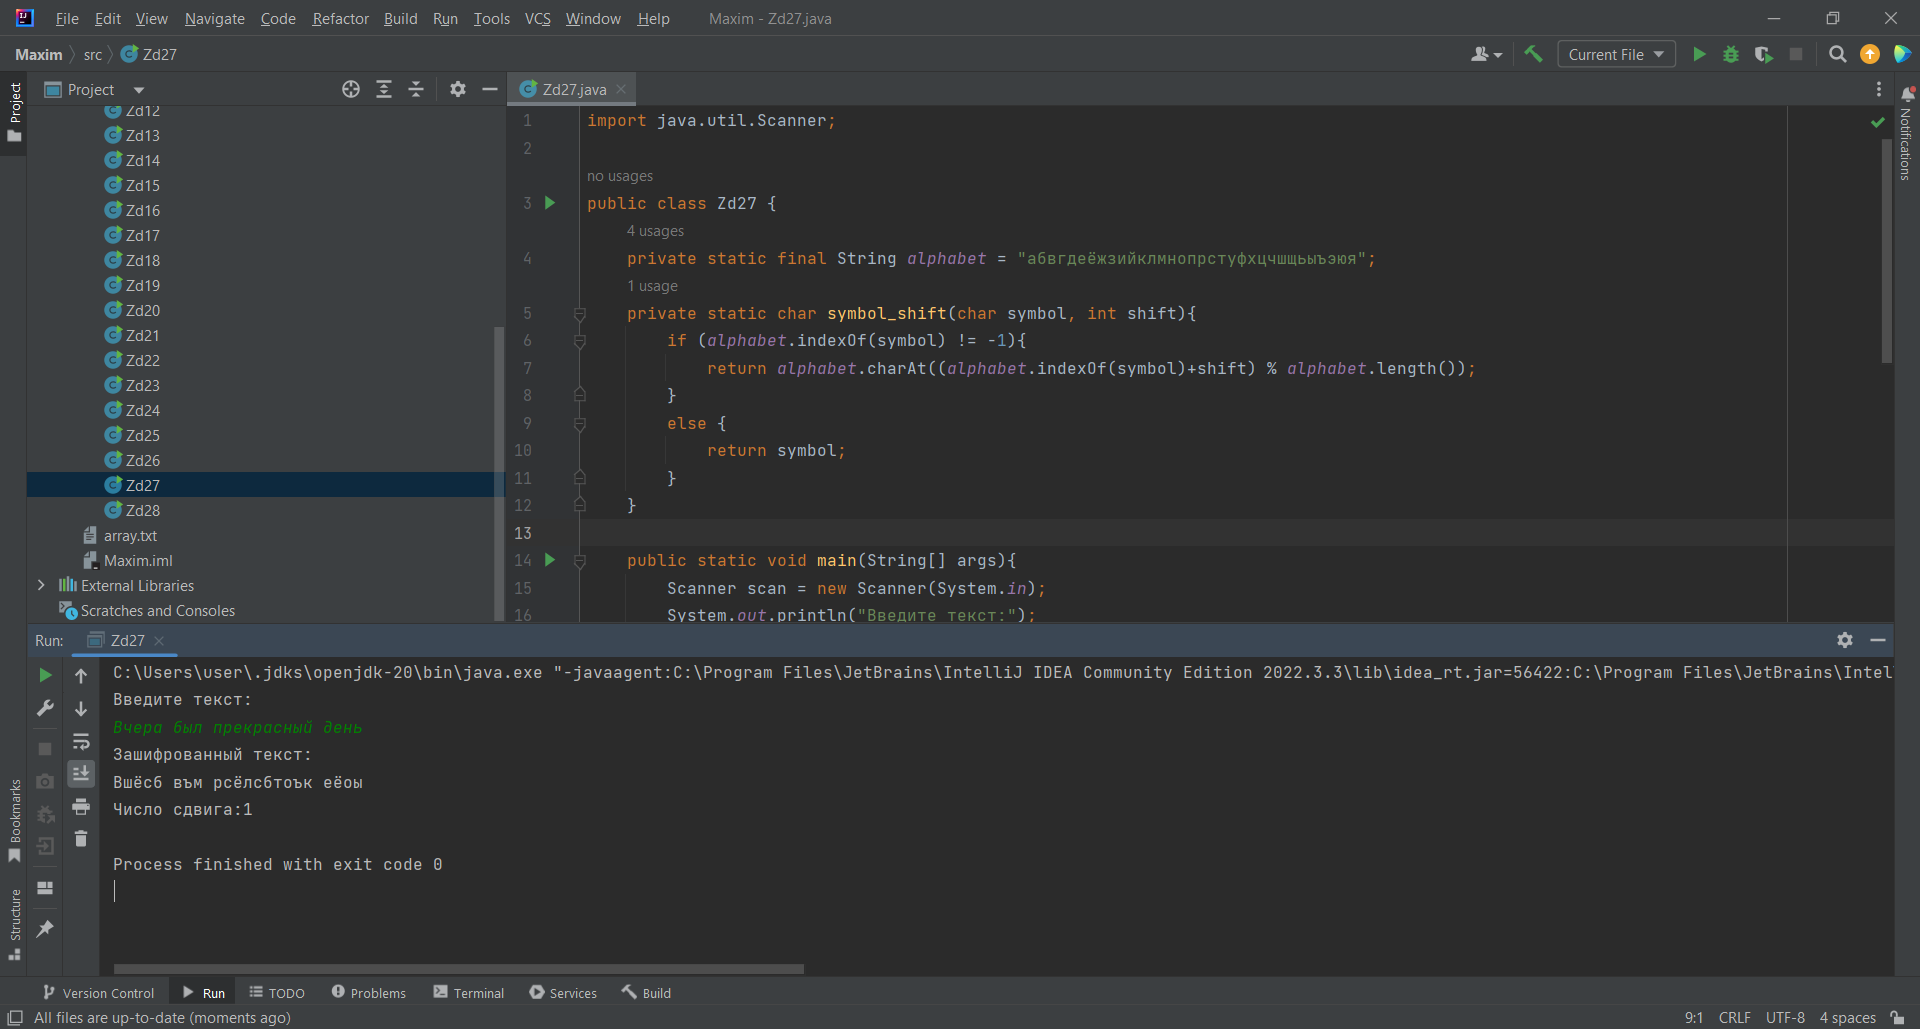 File Edit View Navigate Code Refactor Build Run Tools VCS Window Help Maxim - Zd27.java
Maxim src Zd27 Current File
Project
Project
Zd27.java
Notifications
Zd12
Zd13
Zd14
Zd15
Zd16
Zd17
Zd18
Zd19
Zd20
Zd21
Zd22
Zd23
Zd24
Zd25
Zd26
Zd27
Zd28
array.txt
Maxim.iml
External Libraries
Scratches and Consoles
1 import java.util.Scanner;
2
no usages
3 public class Zd27 {
4 usages
4 private static final String alphabet = "абвгдеёжзийклмнопрстуфхцчшщьыъэюя";
1 usage
5 private static char symbol_shift(char symbol, int shift){
6 if (alphabet.indexOf(symbol) != -1){
7 return alphabet.charAt((alphabet.indexOf(symbol)+shift) % alphabet.length());
8 }
9 else {
10 return symbol;
11 }
12 }
13
14 public static void main(String[] args){
15 Scanner scan = new Scanner(System.in);
16 System.out.println("Введите текст:");
Run: Zd27
C:\Users\user\.jdks\openjdk-20\bin\java.exe "-javaagent:C:\Program Files\JetBrains\IntelliJ IDEA Community Edition 2022.3.3\lib\idea_rt.jar=56422:C:\Program Files\JetBrains\Intel
Введите текст:
Вчера был прекрасный день
Зашифрованный текст:
Вшёсб въм рсёлсбтоък еёоы
Число сдвига:1
Process finished with exit code 0
Bookmarks
Structure
Version Control Run TODO Problems Terminal Services Build
All files are up-to-date (moments ago) 9:1 CRLF UTF-8 4 spaces